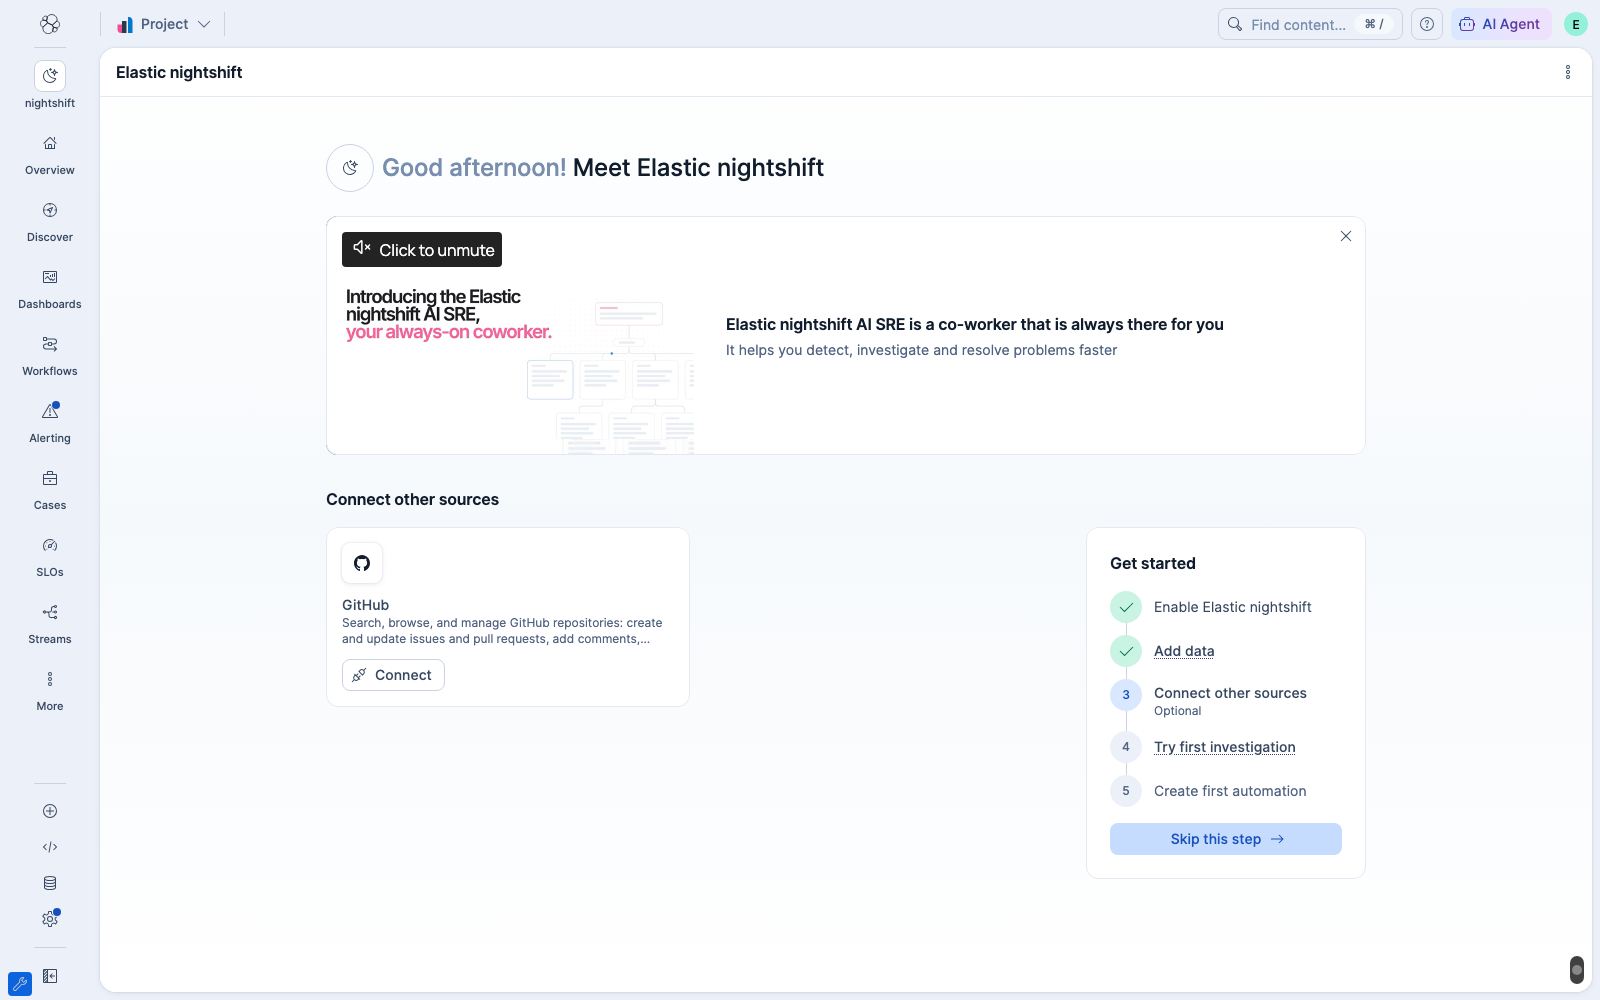 Project
Find content...
⌘ /
AI Agent
E
nightshift
Overview
Discover
Dashboards
Workflows
Alerting
Cases
SLOs
Streams
More
Elastic nightshift
Good afternoon! Meet Elastic nightshift
Click to unmute
Introducing the Elastic
nightshift AI SRE,
your always-on coworker.
Elastic nightshift AI SRE is a co-worker that is always there for you
It helps you detect, investigate and resolve problems faster
Connect other sources
GitHub
Search, browse, and manage GitHub repositories: create
and update issues and pull requests, add comments,...
Connect
Get started
Enable Elastic nightshift
Add data
3
Connect other sources
Optional
4
Try first investigation
5
Create first automation
Skip this step